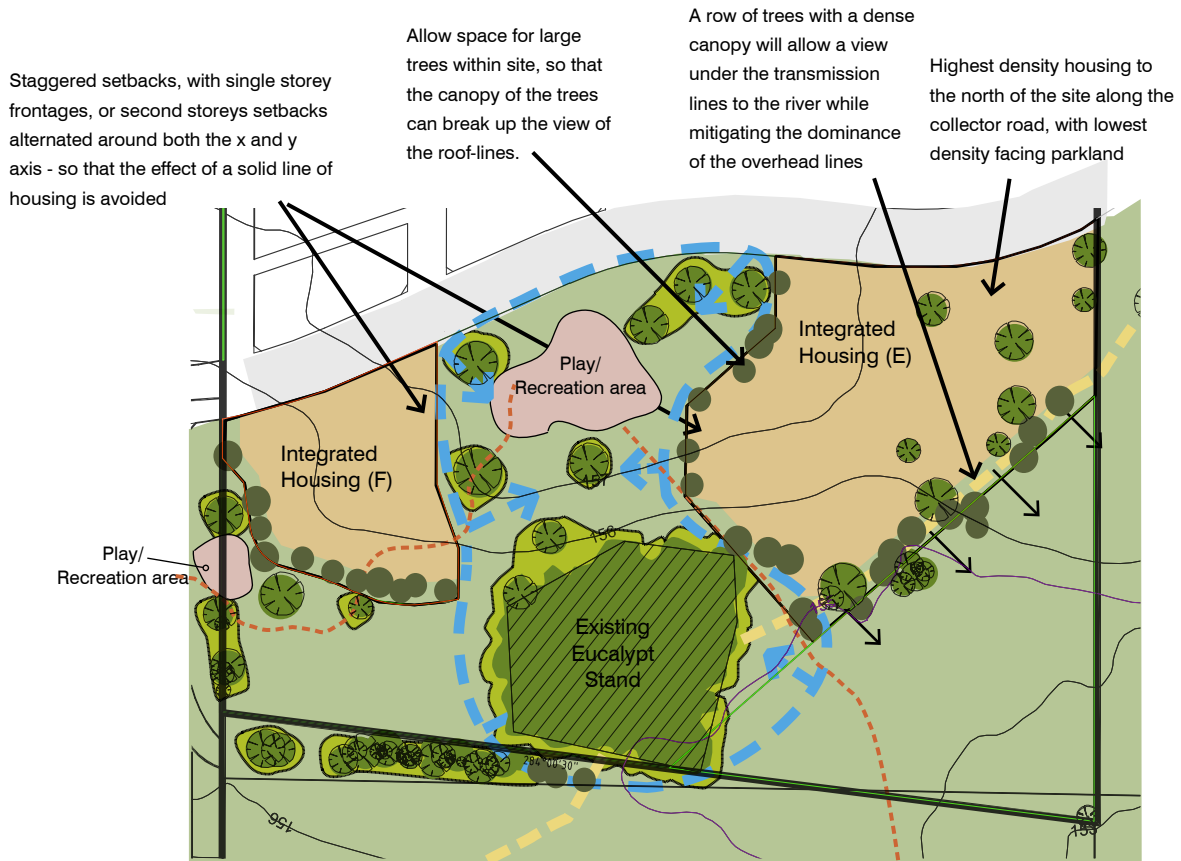 Staggered setbacks, with single storey
frontages, or second storeys setbacks
alternated around both the x and y
axis - so that the effect of a solid line of
housing is avoided
Allow space for large
trees within site, so that
the canopy of the trees
can break up the view of
the roof-lines.
A row of trees with a dense
canopy will allow a view
under the transmission
lines to the river while
mitigating the dominance
of the overhead lines
Highest density housing to
the north of the site along the
collector road, with lowest
density facing parkland
Integrated
Housing (E)
Play/
Recreation area
Integrated
Housing (F)
157
156
Play/
Recreation area
Existing
Eucalypt
Stand
284°00'30"
156
155